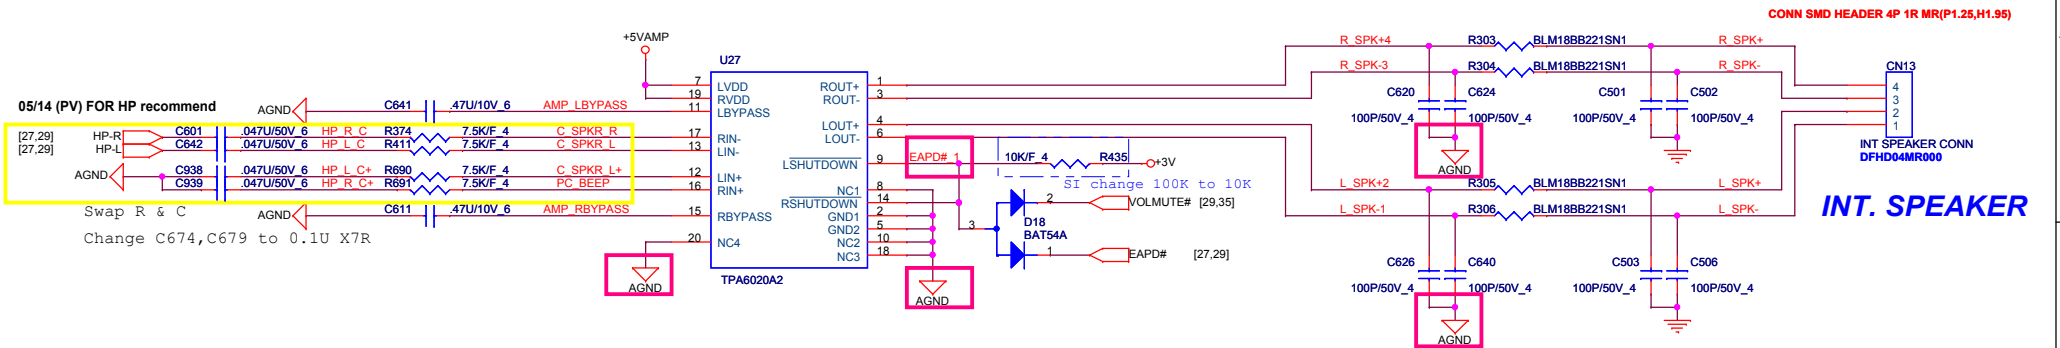 CONN SMD HEADER 4P 1R MR(P1.25,H1.95)
+5VAMP
U27
05/14 (PV) FOR HP recommend
AGND
C641
.47U/10V_6
AMP_LBYPASS
[27,29]
HP-R
C601
.047U/50V_6
HP_R_C
R374
7.5K/F_4
C_SPKR_R
[27,29]
HP-L
C642
.047U/50V_6
HP_L_C
R411
7.5K/F_4
C_SPKR_L
AGND
C938
.047U/50V_6
HP_L_C+
R690
7.5K/F_4
C_SPKR_L+
C939
.047U/50V_6
HP_R_C+
R691
7.5K/F_4
PC_BEEP
Swap R & C
AGND
C611
.47U/10V_6
AMP_RBYPASS
Change C674,C679 to 0.1U X7R
7 LVDD
19 RVDD
11 LBYPASS
17 RIN-
13 LIN-
12 LIN+
16 RIN+
15 RBYPASS
20 NC4
AGND
ROUT+ 1
ROUT- 3
LOUT+ 4
LOUT- 6
LSHUTDOWN 9
NC1 8
RSHUTDOWN 14
GND1 2
GND2 5
NC2 10
NC3 18
TPA6020A2
AGND
EAPD#_1
10K/F_4
R435
+3V
SI change 100K to 10K
2
VOLMUTE# [29,35]
3
D18
BAT54A
1
EAPD# [27,29]
R_SPK+4
R303
BLM18BB221SN1
R_SPK+
R_SPK-3
R304
BLM18BB221SN1
R_SPK-
C620
C624
C501
C502
100P/50V_4
100P/50V_4
100P/50V_4
100P/50V_4
AGND
CN13
4
3
2
1
INT SPEAKER CONN
DFHD04MR000
L_SPK+2
R305
BLM18BB221SN1
L_SPK+
L_SPK-1
R306
BLM18BB221SN1
L_SPK-
INT. SPEAKER
C626
C640
C503
C506
100P/50V_4
100P/50V_4
100P/50V_4
100P/50V_4
AGND